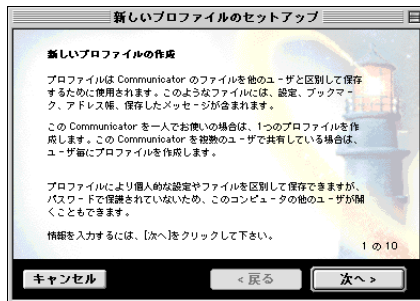 新しいプロファイルのセットアップ
新しいプロファイルの作成
プロファイルは Communicator のファイルを他のユーザと区別して保存
するために使用されます。このようなファイルには、設定、ブックマー
ク、アドレス帳、保存したメッセージが含まれます。
この Communicator を一人でお使いの場合は、1つのプロファイルを作
成します。この Communicator を複数のユーザで共有している場合は、
ユーザ毎にプロファイルを作成します。
プロファイルにより個人的な設定やファイルを区別して保存できますが、
パスワードで保護されていないため、このコンピュータの他のユーザが開
くこともできます。
情報を入力するには、[次へ]をクリックして下さい。
1 の 10
キャンセル
< 戻る
次へ >